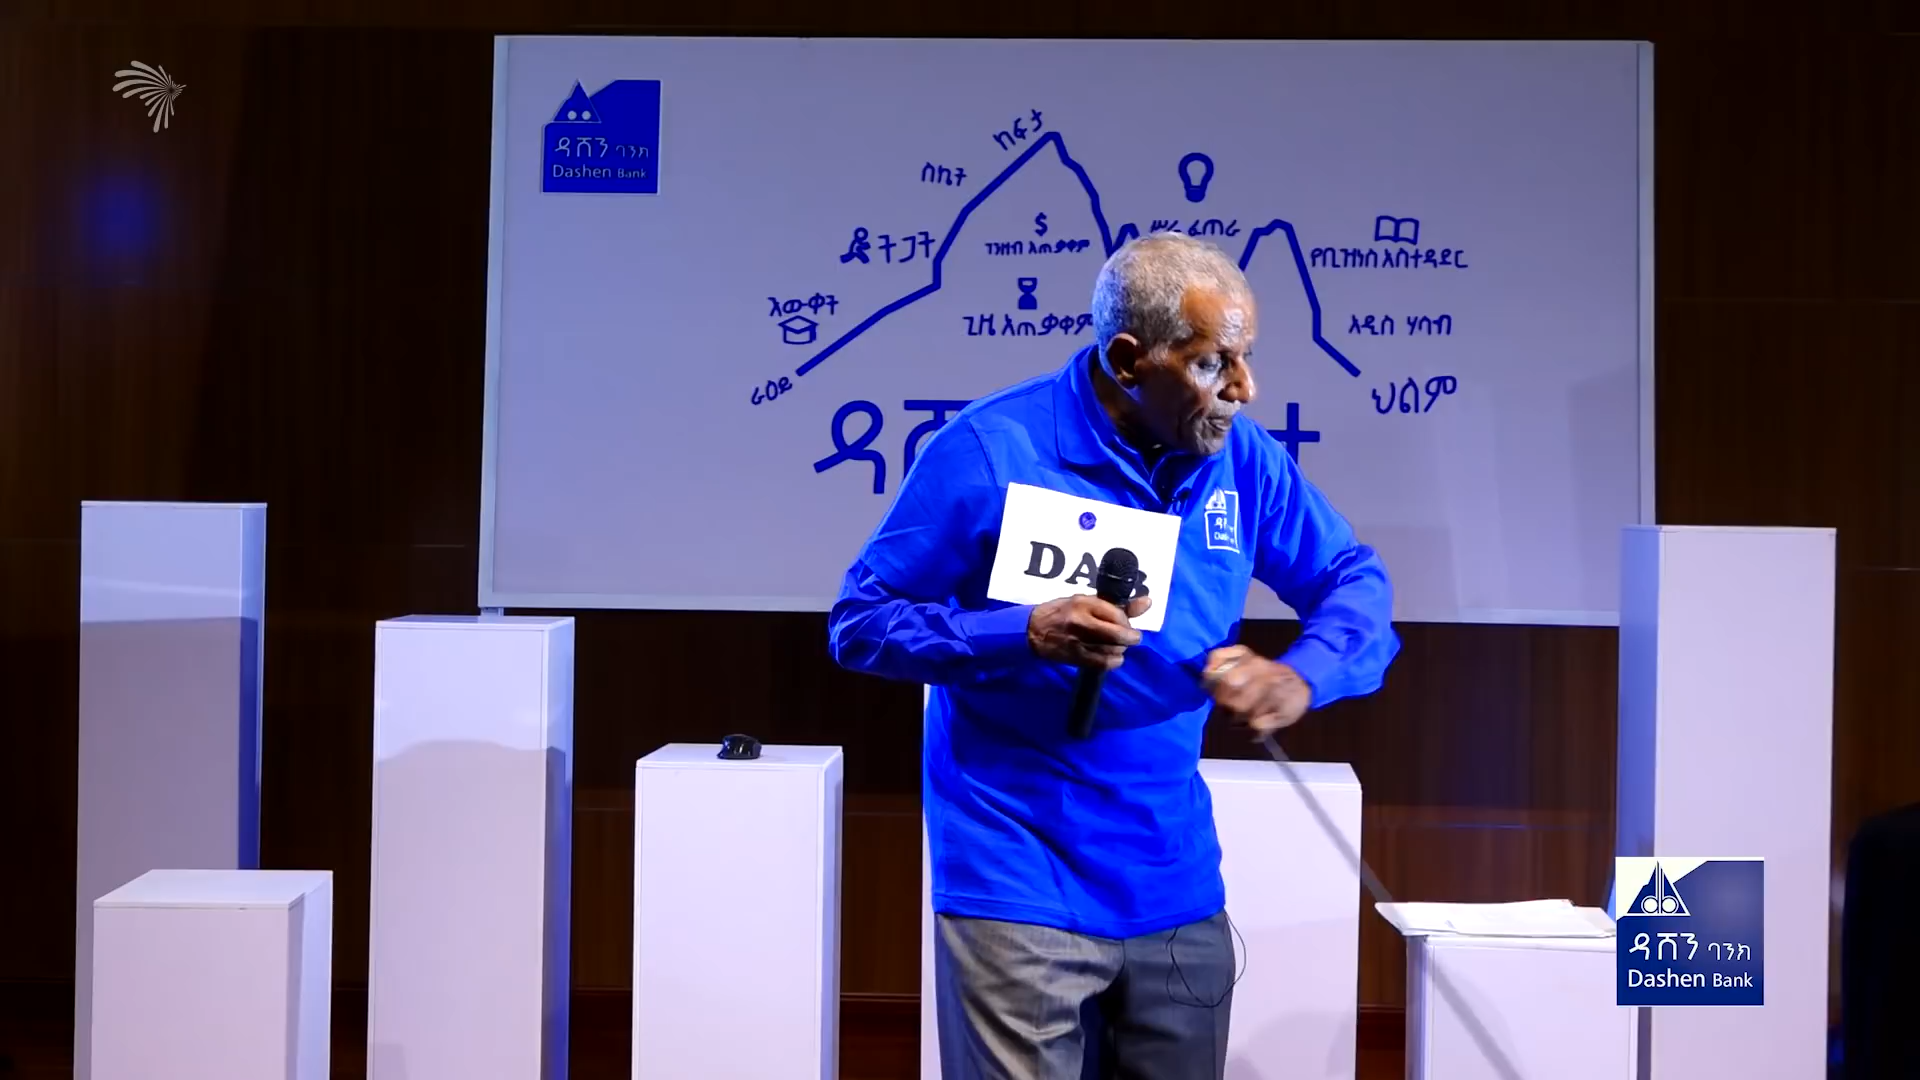 ዳሸን ባንክ
Dashen Bank
ከፍታ
ስኬት
ትጋት
እውቀት
ራዕይ
$
ገንዘብ አጠቃቀም
ጊዜ አጠቃቀም
ሥራ ፈጠራ
የቢዝነስ አስተዳደር
አዲስ ሃሳብ
ህልም
ዳሸ
ታ
DAB
ዳሸን ባንክ
Dashen Bank